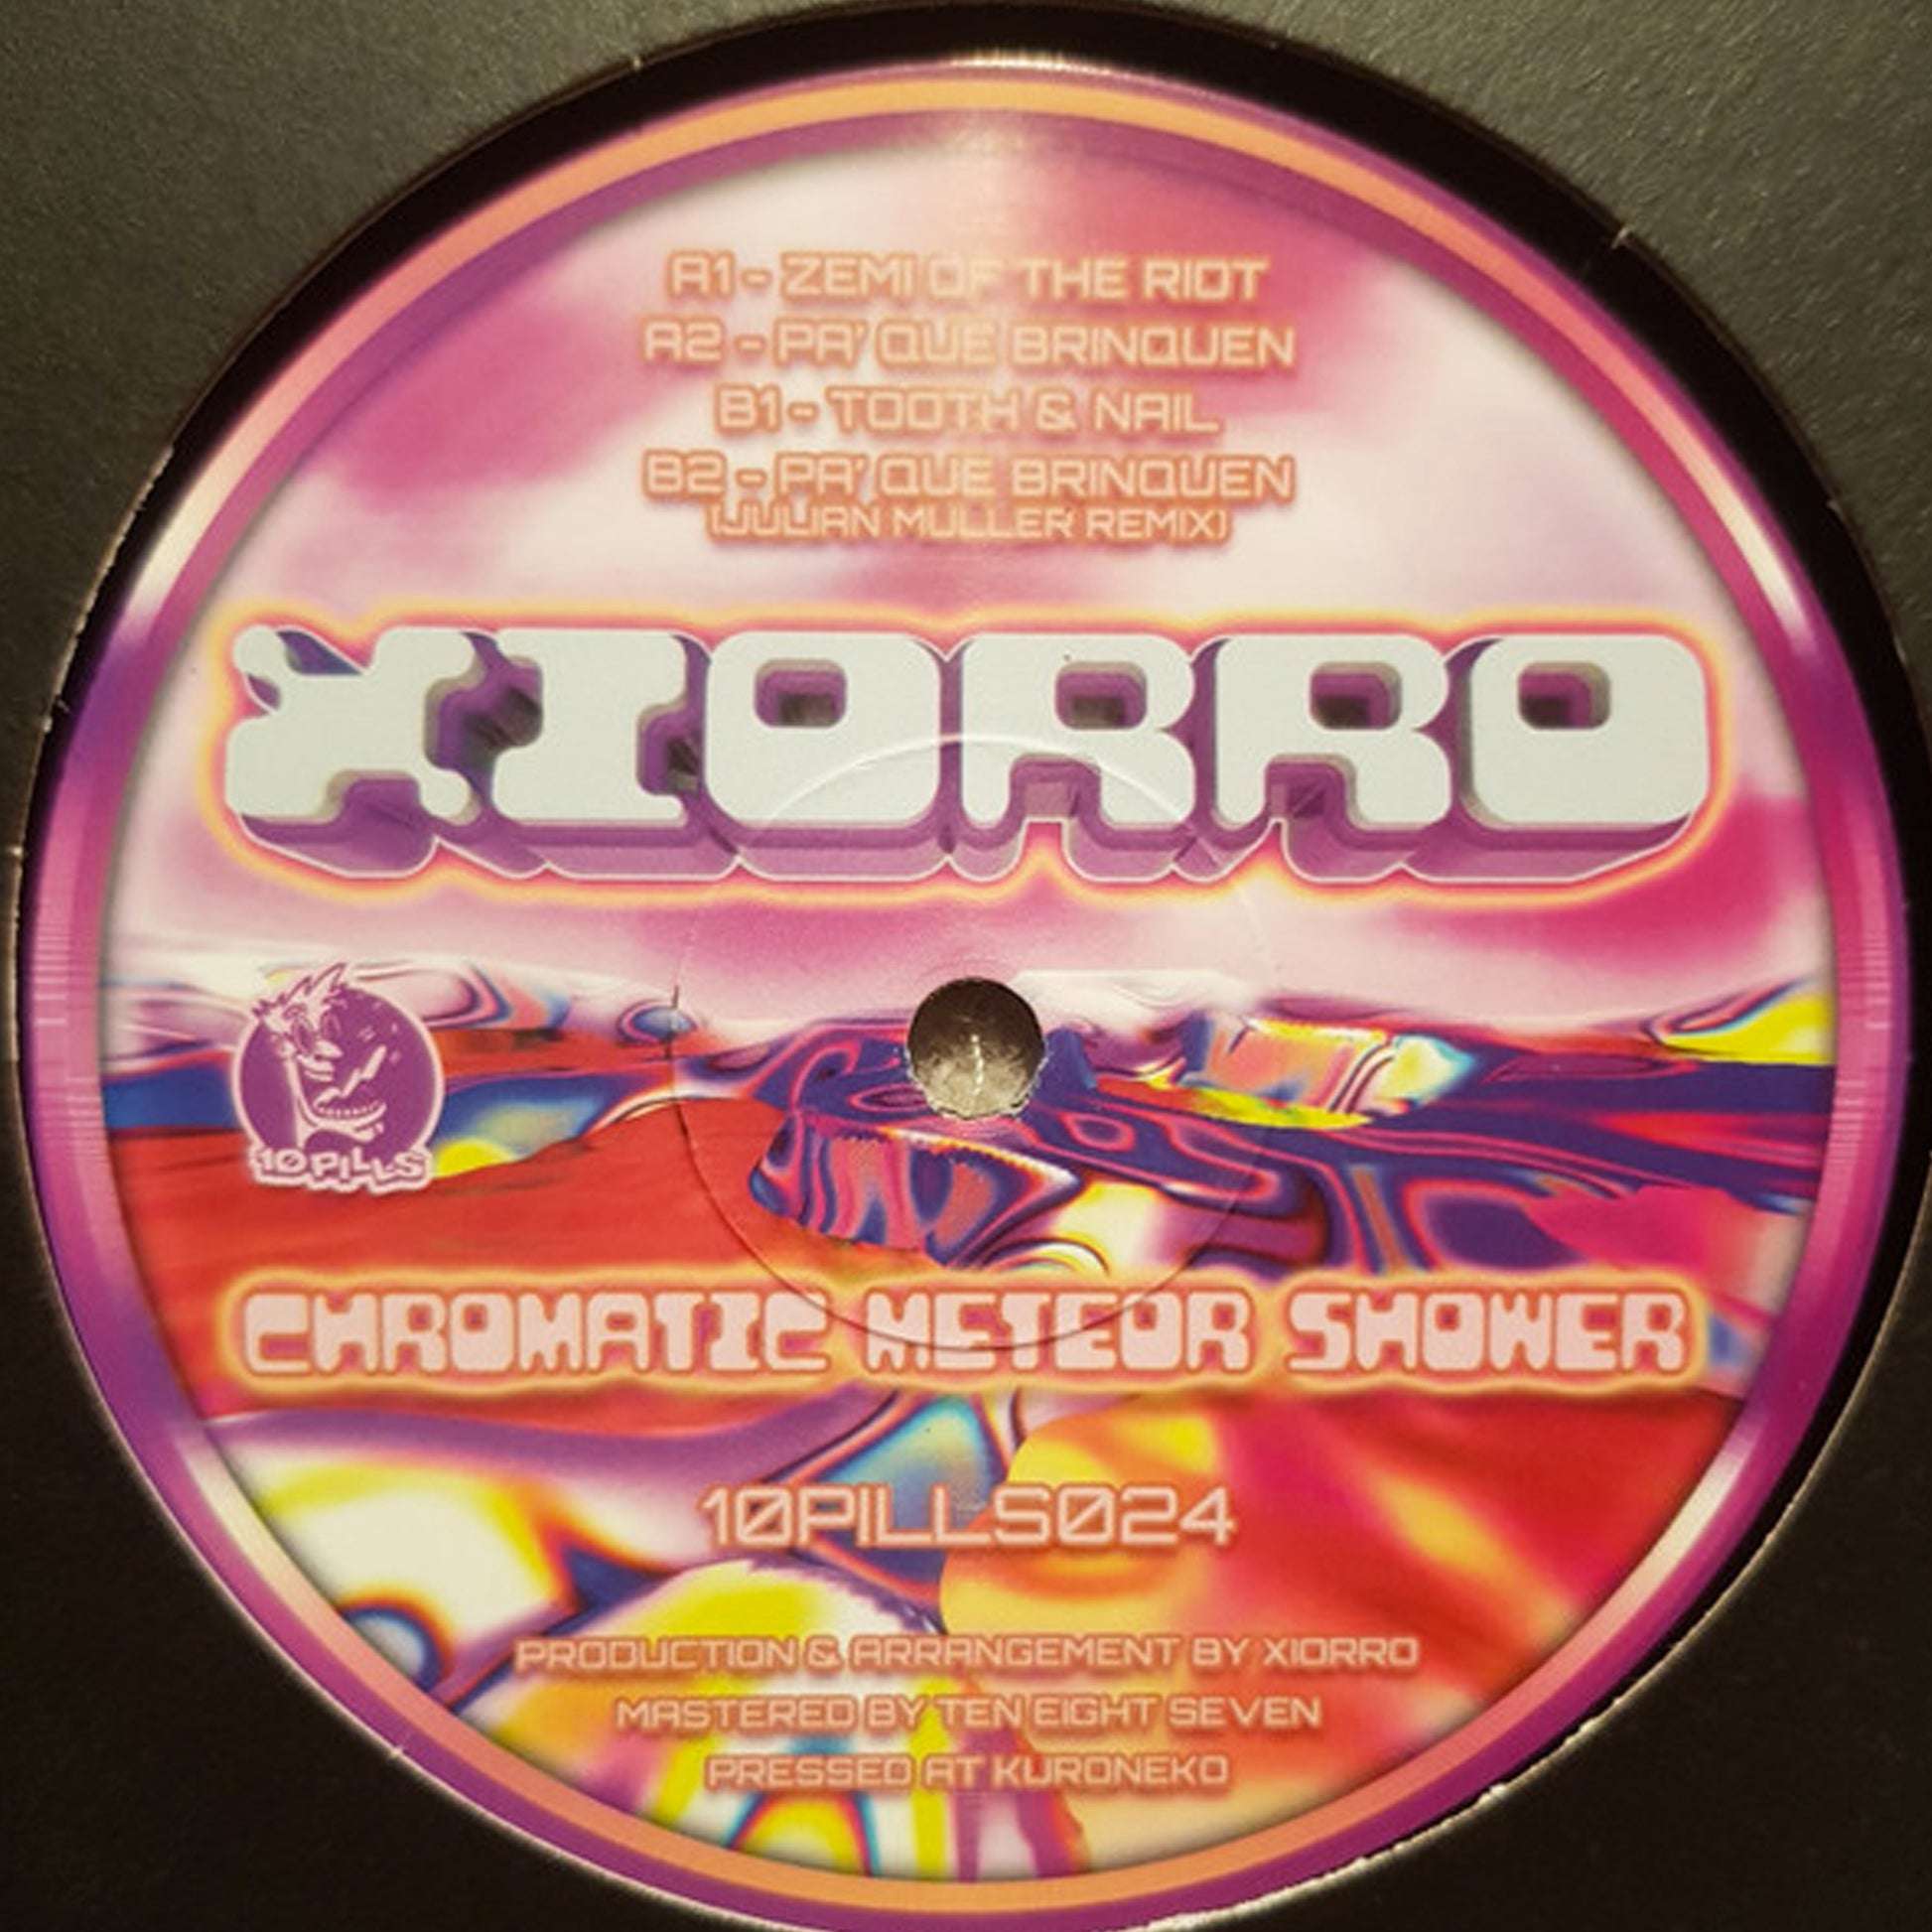 A1 - ZEMI OF THE RIOT
A2 - PA' QUE BRINQUEN
B1 - TOOTH & NAIL
B2 - PA' QUE BRINQUEN
(JULIAN MULLER REMIX)
XIORRO
10PILLS
CHROMATIC METEOR SHOWER
10PILLS024
PRODUCTION & ARRANGEMENT BY XIORRO
MASTERED BY TEN EIGHT SEVEN
PRESSED AT KURONEKO